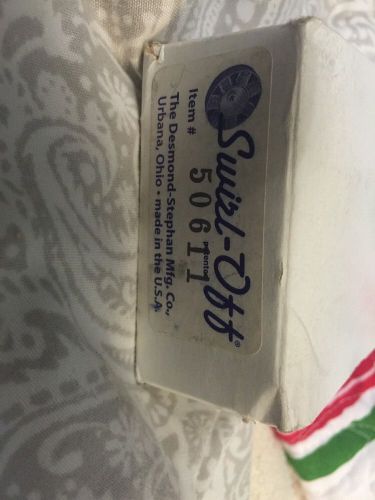 Swirl-Off®
patented
Item # 50611
The Desmond-Stephan Mfg. Co.,
Urbana, Ohio • made in the U.S.A.